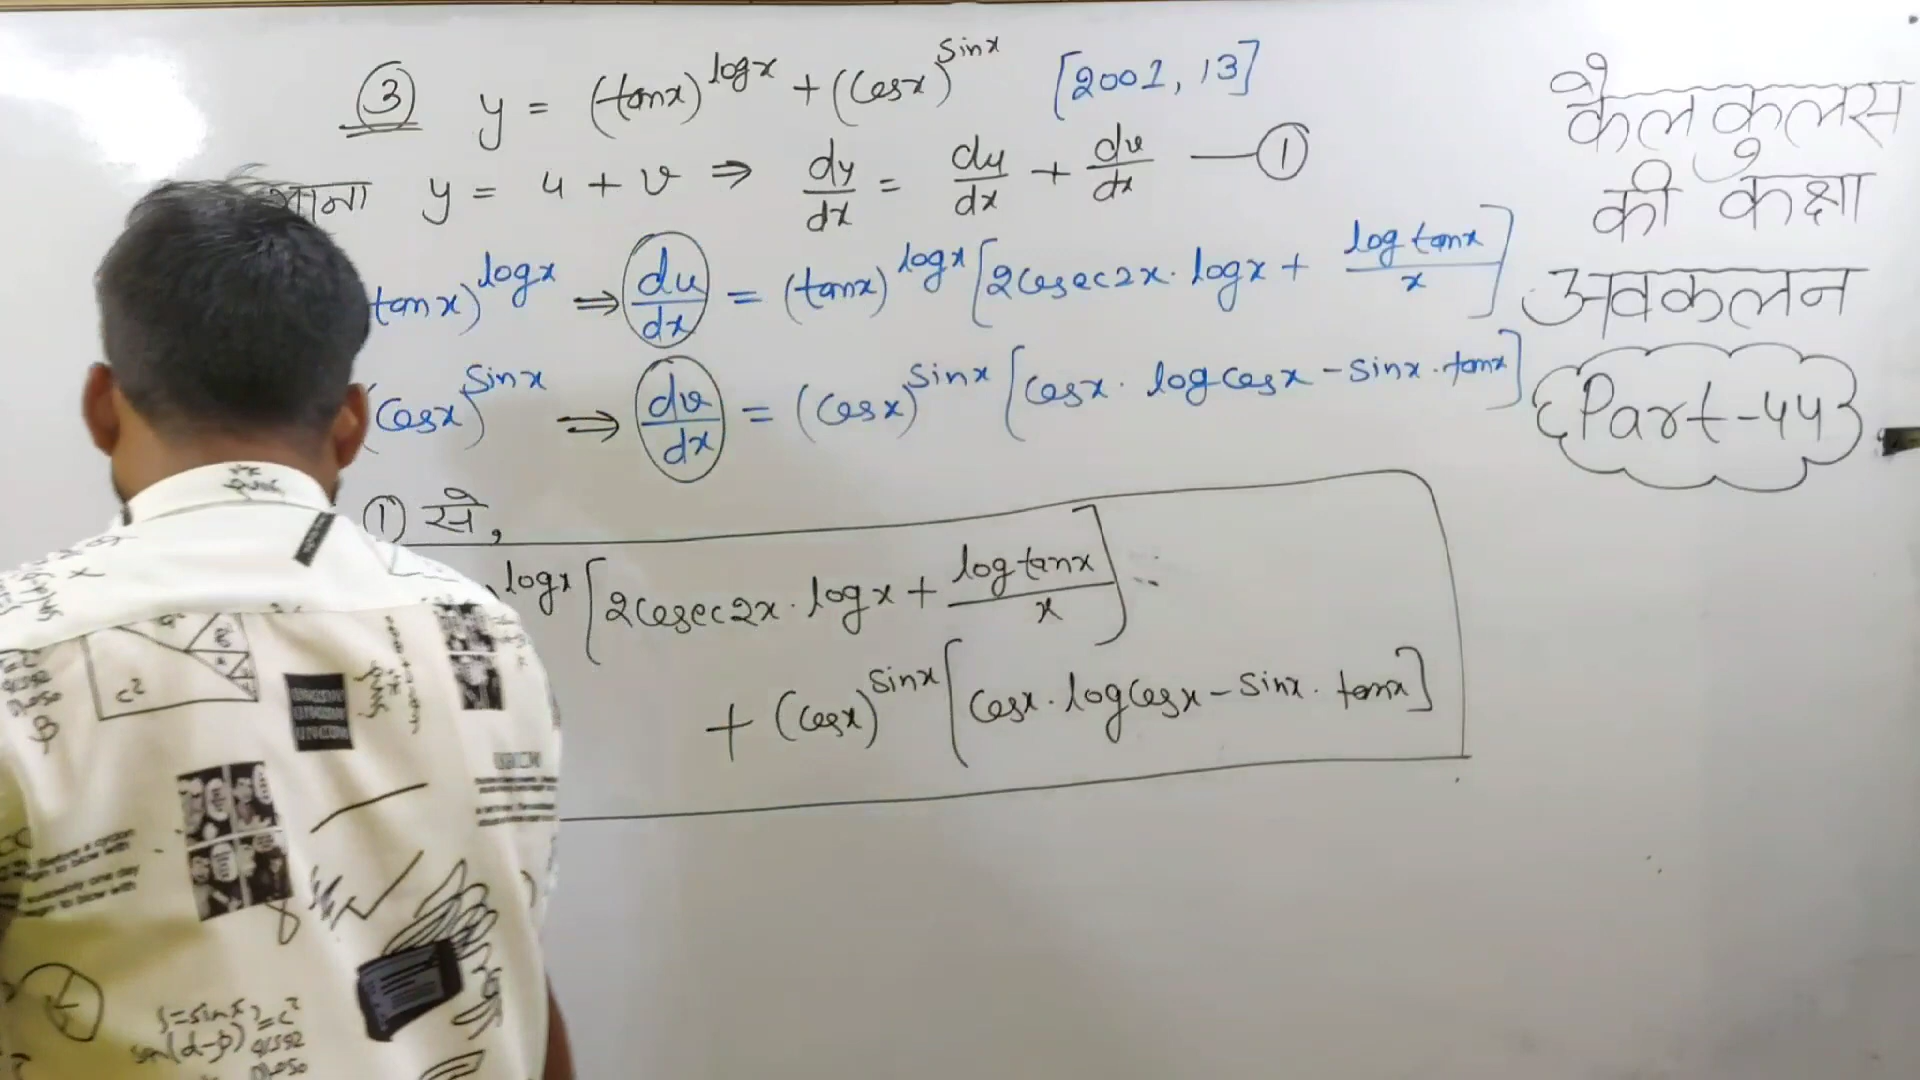 ③ y = (tanx)^logx + (cosx)^sinx [2001, 13]
माना y = u + v ⇒ dy/dx = du/dx + dv/dx —①
tanx)^logx ⇒ du/dx = (tanx)^logx [2cosec2x · logx + logtanx/x]
(cosx)^sinx ⇒ dv/dx = (cosx)^sinx [cosx · logcosx - sinx · tanx]
① से,
logx [2cosec2x · logx + logtanx/x]
+ (cosx)^sinx [cosx · logcosx - sinx · tanx]
कैलकुलस
की कक्षा
अवकलन
{Part-44}
c²